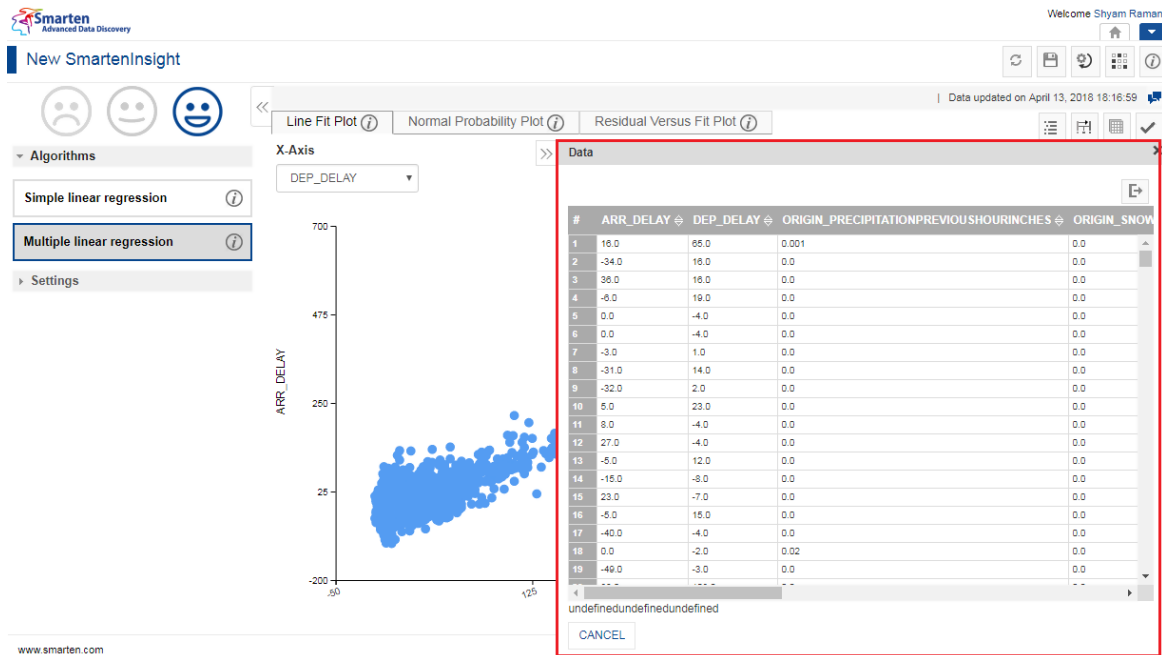 Smarten
Advanced Data Discovery
Welcome Shyam Raman
New SmartenInsight
| Data updated on April 13, 2018 18:16:59
Line Fit Plot
Normal Probability Plot
Residual Versus Fit Plot
Algorithms
Simple linear regression
Multiple linear regression
Settings
X-Axis
DEP_DELAY
700
475
250
25
-200
ARR_DELAY
-50
125
Data
# ARR_DELAY DEP_DELAY ORIGIN_PRECIPITATIONPREVIOUSHOURINCHES ORIGIN_SNOW
1 16.0 65.0 0.001 0.0
2 -34.0 16.0 0.0 0.0
3 36.0 16.0 0.0 0.0
4 -6.0 19.0 0.0 0.0
5 0.0 -4.0 0.0 0.0
6 0.0 -4.0 0.0 0.0
7 -3.0 1.0 0.0 0.0
8 -31.0 14.0 0.0 0.0
9 -32.0 2.0 0.0 0.0
10 5.0 23.0 0.0 0.0
11 8.0 -4.0 0.0 0.0
12 27.0 -4.0 0.0 0.0
13 -5.0 12.0 0.0 0.0
14 -15.0 -8.0 0.0 0.0
15 23.0 -7.0 0.0 0.0
16 -5.0 15.0 0.0 0.0
17 -40.0 -4.0 0.0 0.0
18 0.0 -2.0 0.02 0.0
19 -49.0 -3.0 0.0 0.0
undefinedundefinedundefined
CANCEL
www.smarten.com